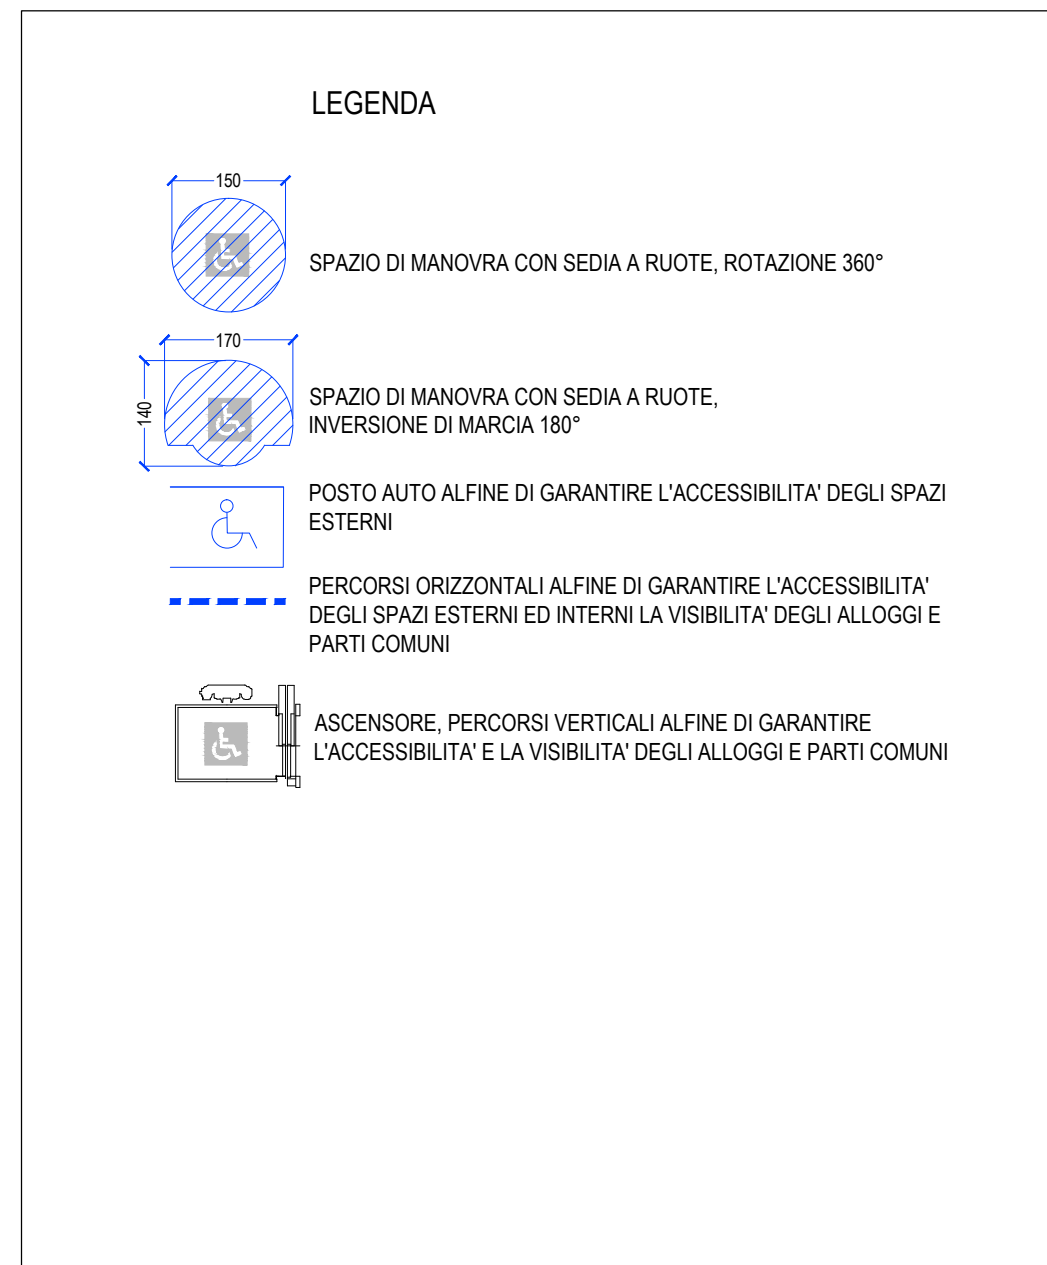 LEGENDA
150
SPAZIO DI MANOVRA CON SEDIA A RUOTE, ROTAZIONE 360°
170
140
SPAZIO DI MANOVRA CON SEDIA A RUOTE,
INVERSIONE DI MARCIA 180°
POSTO AUTO ALFINE DI GARANTIRE L'ACCESSIBILITA' DEGLI SPAZI
ESTERNI
PERCORSI ORIZZONTALI ALFINE DI GARANTIRE L'ACCESSIBILITA'
DEGLI SPAZI ESTERNI ED INTERNI LA VISIBILITA' DEGLI ALLOGGI E
PARTI COMUNI
ASCENSORE, PERCORSI VERTICALI ALFINE DI GARANTIRE
L'ACCESSIBILITA' E LA VISIBILITA' DEGLI ALLOGGI E PARTI COMUNI